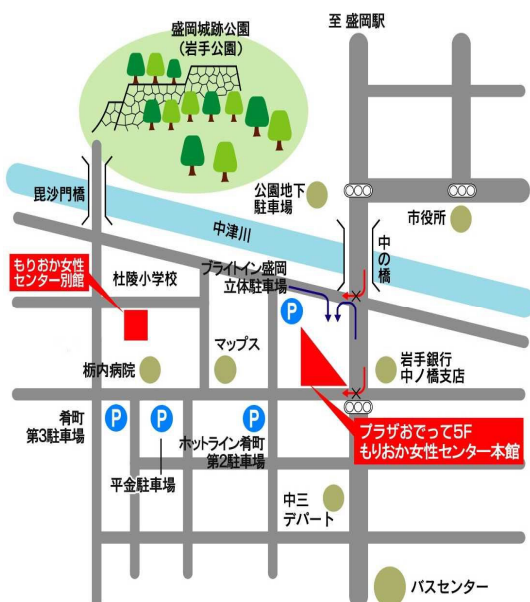 至 盛岡駅
盛岡城跡公園
（岩手公園）
毘沙門橋
公園地下
駐車場
市役所
中津川
中の橋
もりおか女性
センター別館
杜陵小学校
ブライトイン盛岡
立体駐車場
P
マップス
栃内病院
岩手銀行
中ノ橋支店
肴町
第3駐車場
P
P
平金駐車場
ホットライン肴町
第2駐車場
P
プラザおでって5F
もりおか女性センター本館
中三
デパート
バスセンター